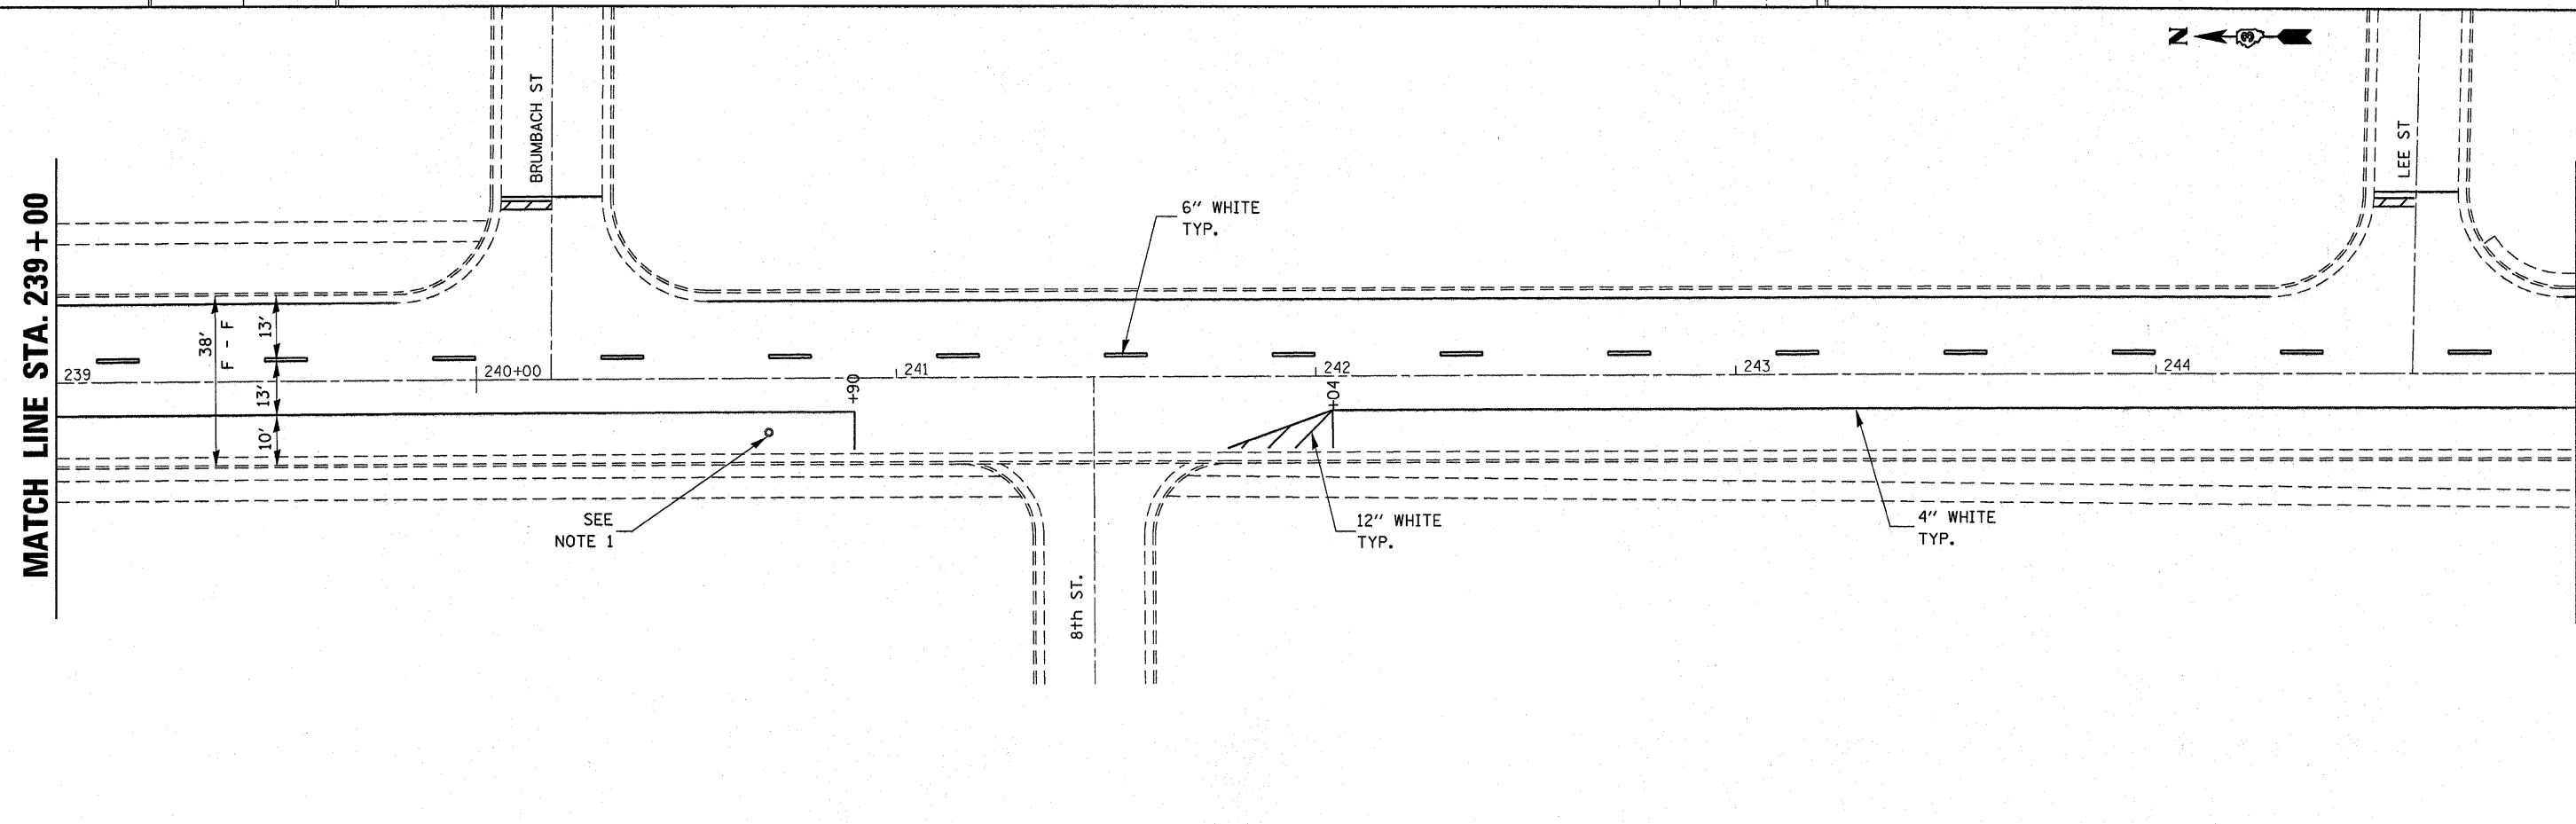 N
3
BRUMBACH ST
LEE ST
MATCH LINE STA. 239+00
6" WHITE
TYP.
38'
F - F
13'
13'
10'
239
240+00
241
242
243
244
+90
+04
SEE
NOTE 1
12" WHITE
TYP.
4" WHITE
TYP.
8th ST.